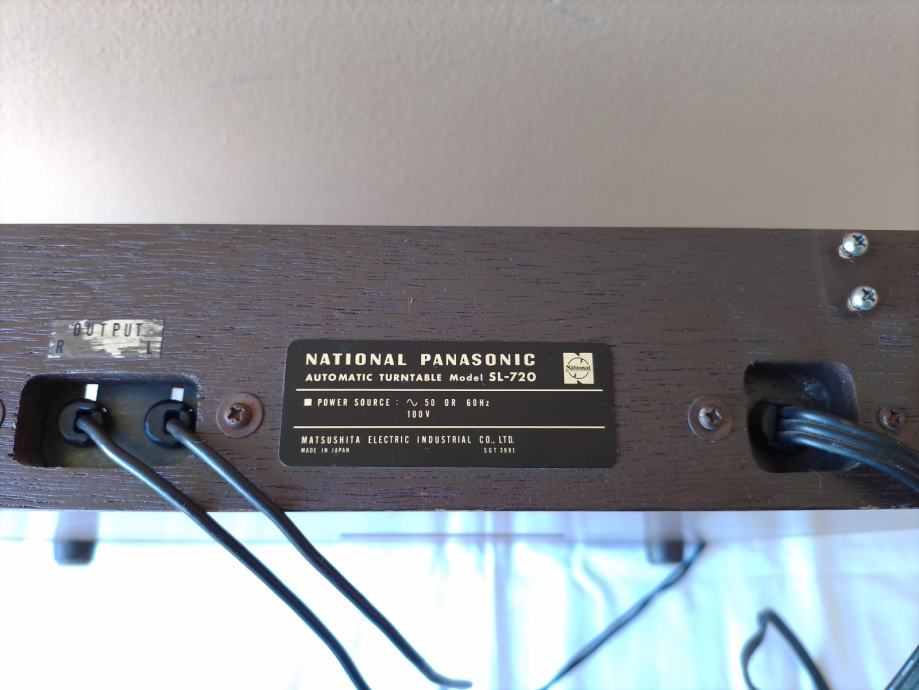 OUTPUT
R L
NATIONAL PANASONIC
AUTOMATIC TURNTABLE Model SL-720
National
■ POWER SOURCE : ∿ 50 OR 60Hz
100V
MATSUSHITA ELECTRIC INDUSTRIAL CO., LTD.
MADE IN JAPAN SGT3991